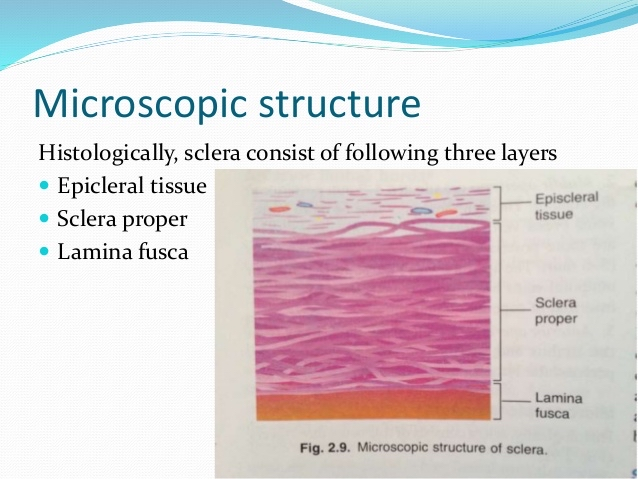 Microscopic structure
Histologically, sclera consist of following three layers
Epicleral tissue
Sclera proper
Lamina fusca
Episcleral
tissue
Sclera
proper
Lamina
fusca
Fig. 2.9. Microscopic structure of sclera.